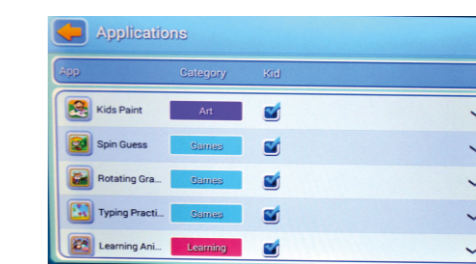 Applications
App Category Kid
Kids Paint Art
Spin Guess Games
Rotating Gra... Games
Typing Practi... Games
Learning Ani... Learning